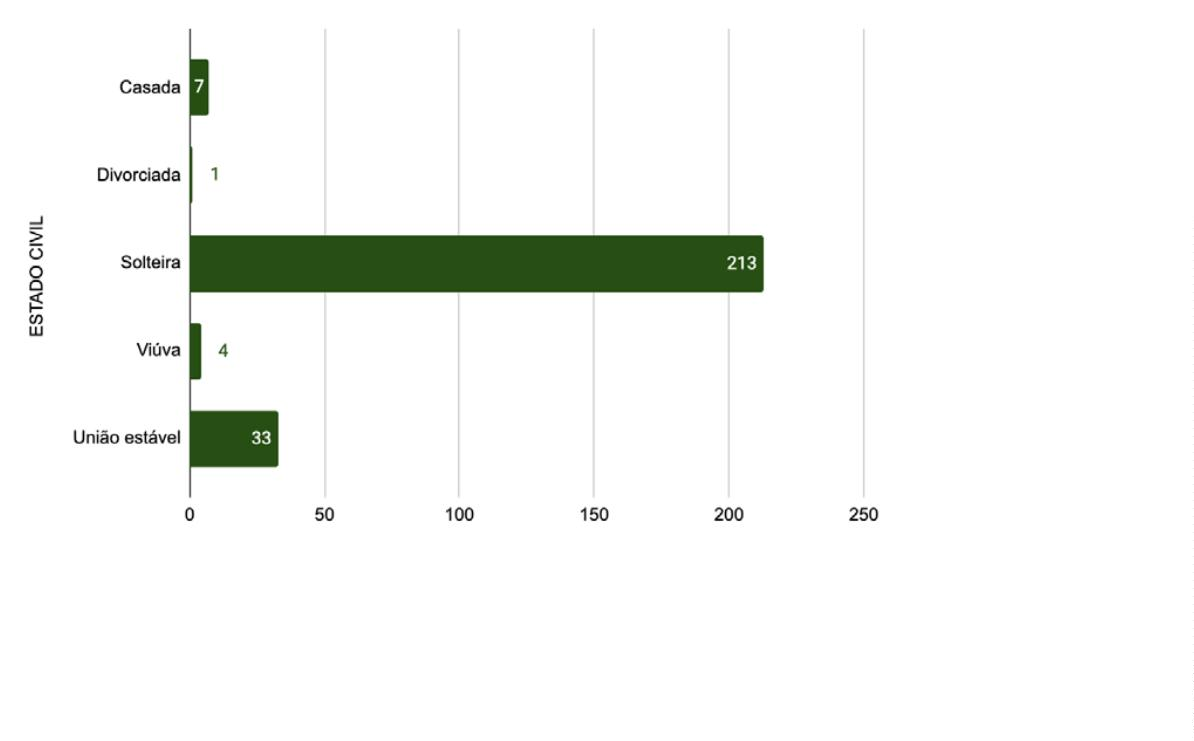 ESTADO CIVIL
Casada 7
Divorciada 1
Solteira 213
Viúva 4
União estável 33
0 50 100 150 200 250